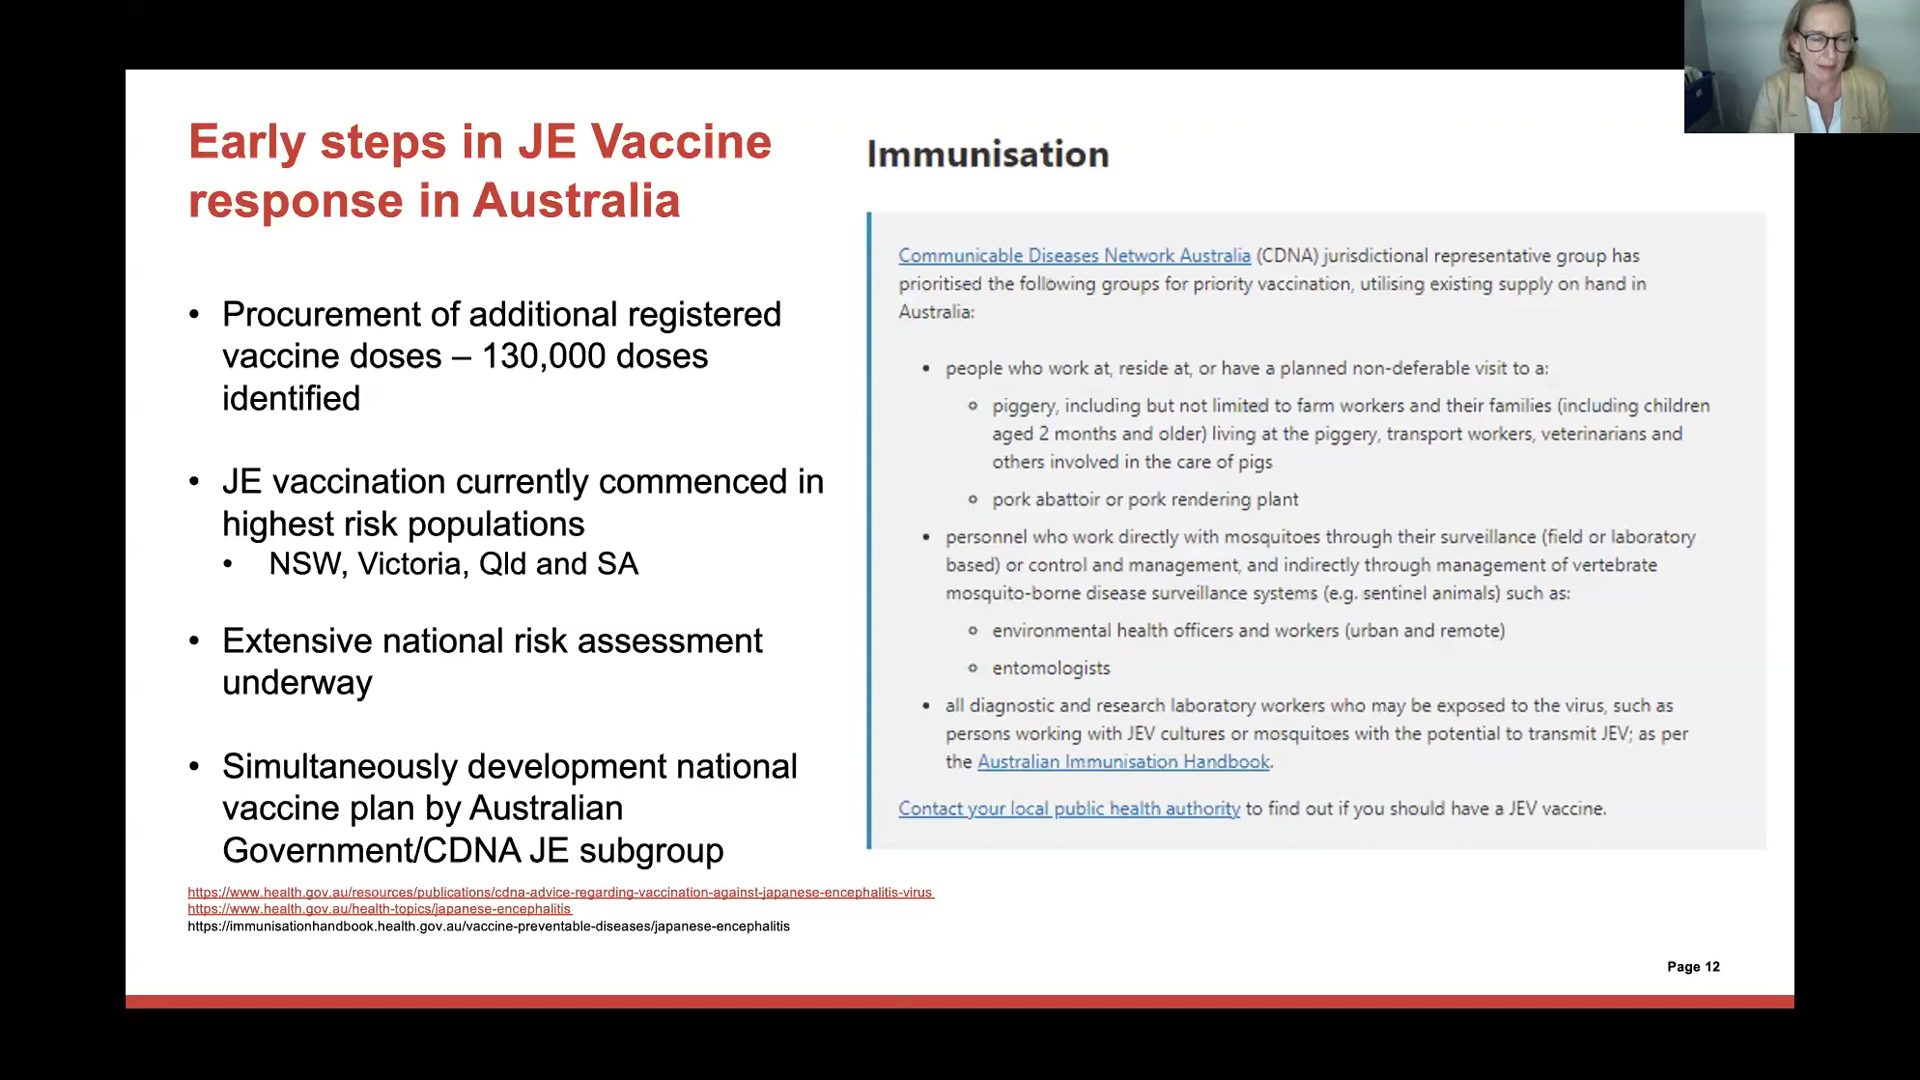 Early steps in JE Vaccine
response in Australia
• Procurement of additional registered
vaccine doses – 130,000 doses
identified
• JE vaccination currently commenced in
highest risk populations
• NSW, Victoria, Qld and SA
• Extensive national risk assessment
underway
• Simultaneously development national
vaccine plan by Australian
Government/CDNA JE subgroup
https://www.health.gov.au/resources/publications/cdna-advice-regarding-vaccination-against-japanese-encephalitis-virus
https://www.health.gov.au/health-topics/japanese-encephalitis
https://immunisationhandbook.health.gov.au/vaccine-preventable-diseases/japanese-encephalitis
Immunisation
Communicable Diseases Network Australia (CDNA) jurisdictional representative group has
prioritised the following groups for priority vaccination, utilising existing supply on hand in
Australia:
• people who work at, reside at, or have a planned non-deferable visit to a:
◦ piggery, including but not limited to farm workers and their families (including children
aged 2 months and older) living at the piggery, transport workers, veterinarians and
others involved in the care of pigs
◦ pork abattoir or pork rendering plant
• personnel who work directly with mosquitoes through their surveillance (field or laboratory
based) or control and management, and indirectly through management of vertebrate
mosquito-borne disease surveillance systems (e.g. sentinel animals) such as:
◦ environmental health officers and workers (urban and remote)
◦ entomologists
• all diagnostic and research laboratory workers who may be exposed to the virus, such as
persons working with JEV cultures or mosquitoes with the potential to transmit JEV; as per
the Australian Immunisation Handbook.
Contact your local public health authority to find out if you should have a JEV vaccine.
Page 12